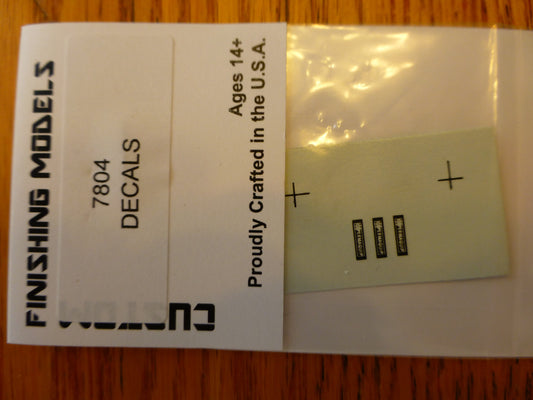 CUSTOM
FINISHING MODELS
7804
DECALS
Ages 14+
Proudly Crafted in the U.S.A.